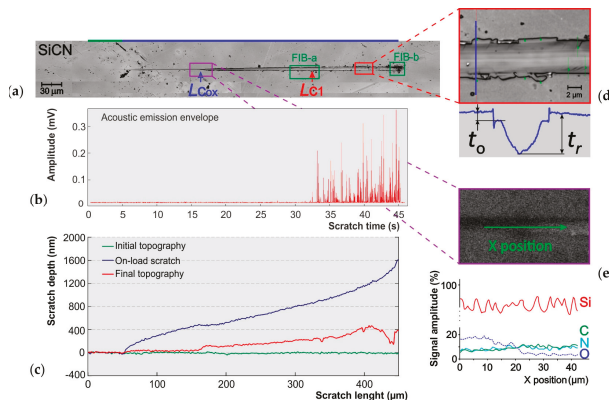 SiCN
FIB-a
FIB-b
30 µm
LCox
LC1
(a)
2 µm
(d)
to
tr
Acoustic emission envelope
Amplitude (mV)
0.3
0.2
0.1
0
0
5
10
15
20
25
30
35
40
45
Scratch time (s)
(b)
X position
(e)
Scratch depth (nm)
2000
1600
1200
800
400
0
-400
Initial topography
On-load scratch
Final topography
0
100
200
300
400
Scratch lenght (µm)
(c)
Signal amplitude (%)
100
20
0
Si
C
N
O
0
10
20
30
40
X position (µm)